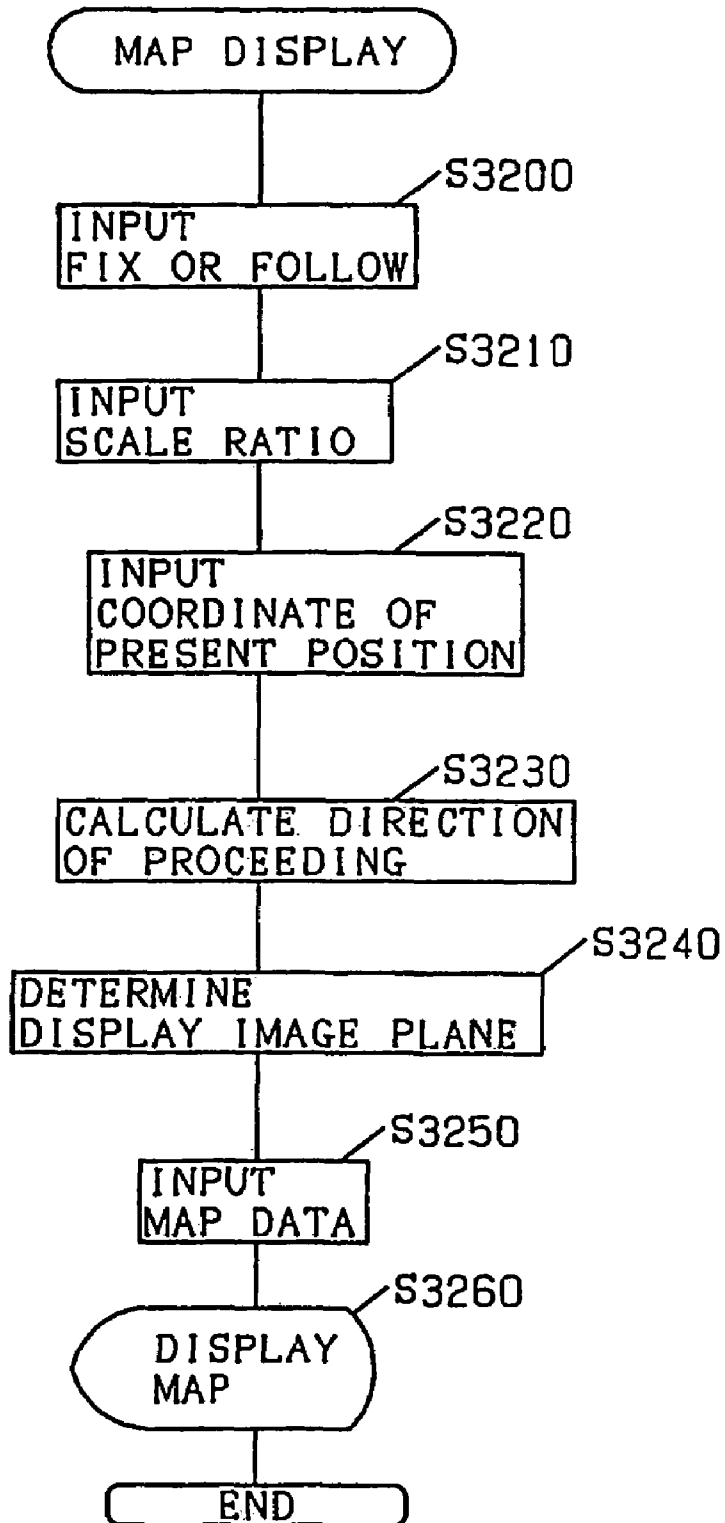 MAP DISPLAY
S3200
INPUT
FIX OR FOLLOW
S3210
INPUT
SCALE RATIO
S3220
INPUT
COORDINATE OF
PRESENT POSITION
S3230
CALCULATE DIRECTION
OF PROCEEDING
S3240
DETERMINE
DISPLAY IMAGE PLANE
S3250
INPUT
MAP DATA
S3260
DISPLAY
MAP
END